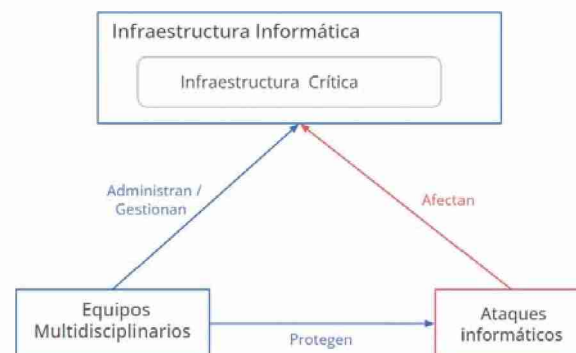 Infraestructura Informática
Infraestructura Crítica
Administran /
Gestionan
Afectan
Equipos
Multidisciplinarios
Protegen
Ataques
informáticos